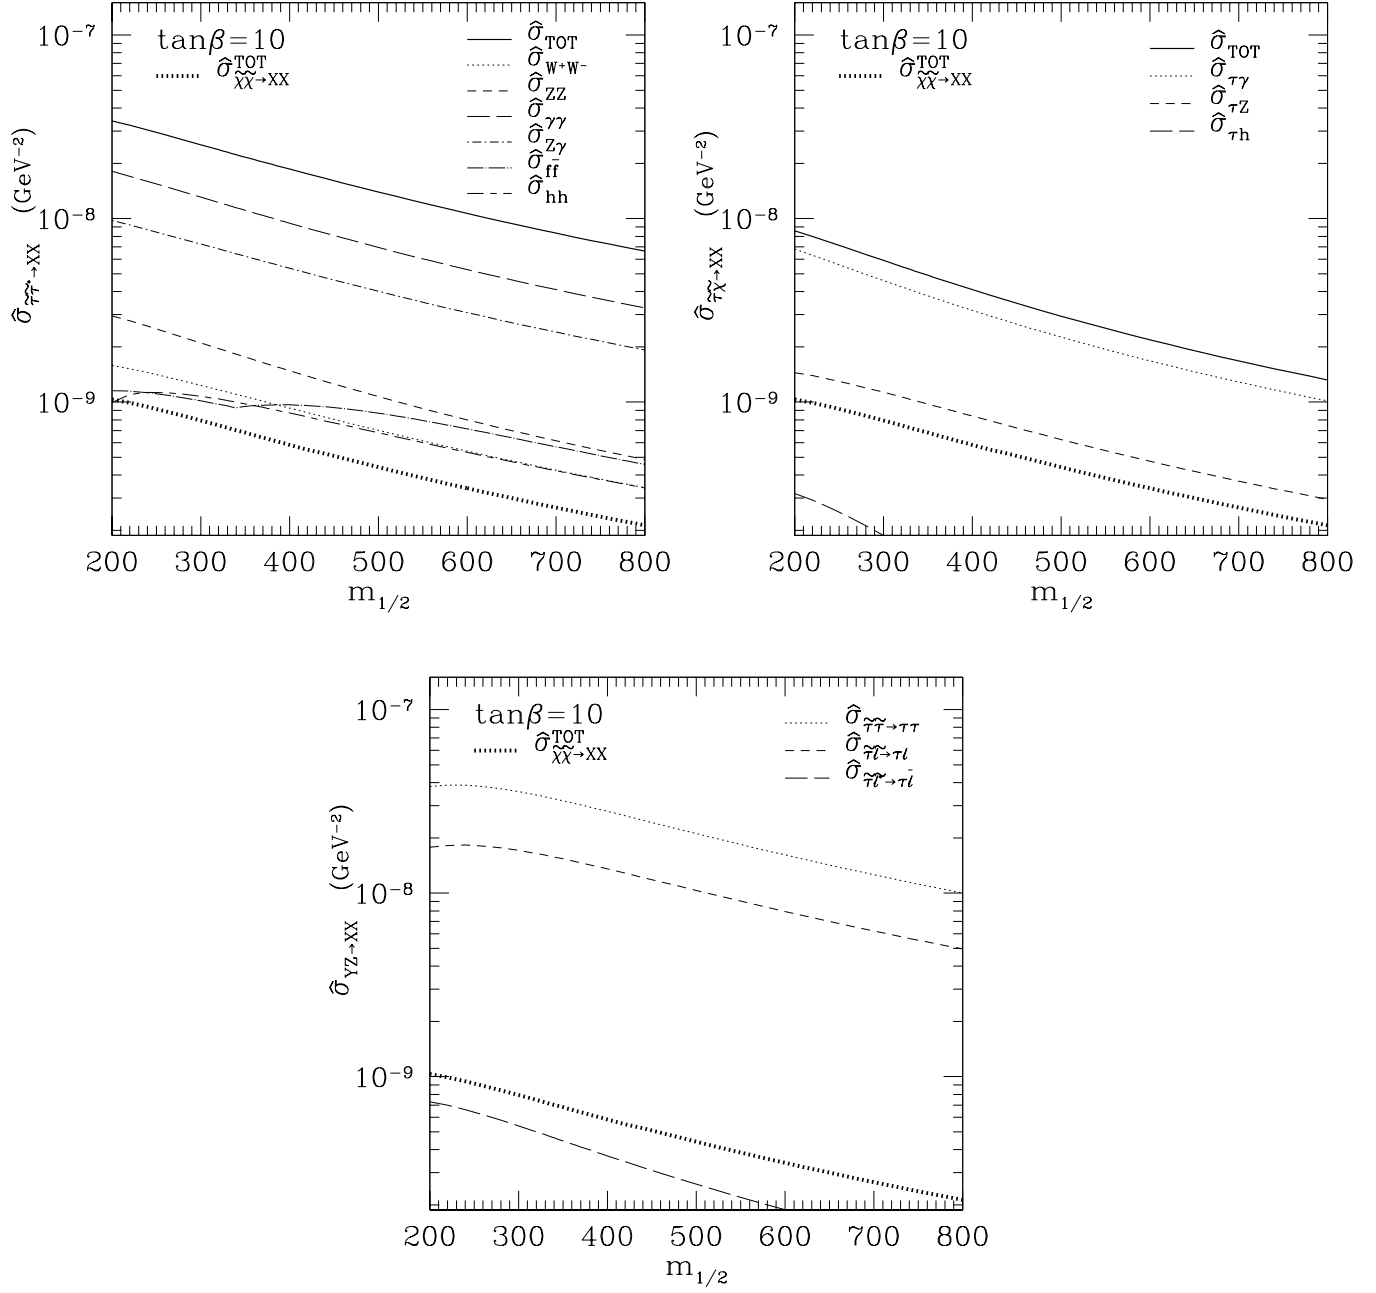 10⁻⁷
10⁻⁸
10⁻⁹
σ̂_τ̃τ̃*→XX (GeV⁻²)
tanβ=10
σ̂^TOT_χ̃χ̃→XX
σ̂_TOT
σ̂_W⁺W⁻
σ̂_ZZ
σ̂_γγ
σ̂_Zγ
σ̂_ff̄
σ̂_hh
200 300 400 500 600 700 800
m_1/2
10⁻⁷
10⁻⁸
10⁻⁹
σ̂_τ̃χ̃→XX (GeV⁻²)
tanβ=10
σ̂^TOT_χ̃χ̃→XX
σ̂_TOT
σ̂_τγ
σ̂_τZ
σ̂_τh
200 300 400 500 600 700 800
m_1/2
10⁻⁷
10⁻⁸
10⁻⁹
σ̂_YZ→XX (GeV⁻²)
tanβ=10
σ̂^TOT_χ̃χ̃→XX
σ̂_τ̃τ̃→ττ
σ̂_τ̃l̃→τl
σ̂_τ̃l̃*→τl̄
200 300 400 500 600 700 800
m_1/2